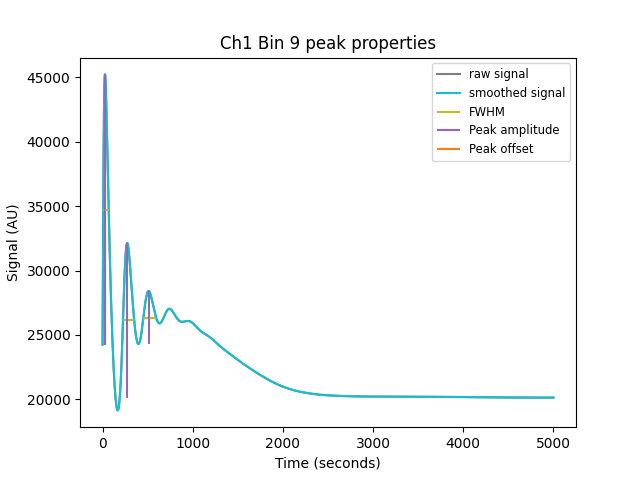 Ch1 Bin 9 peak properties
raw signal
smoothed signal
FWHM
Peak amplitude
Peak offset
Signal (AU)
45000
40000
35000
30000
25000
20000
0 1000 2000 3000 4000 5000
Time (seconds)